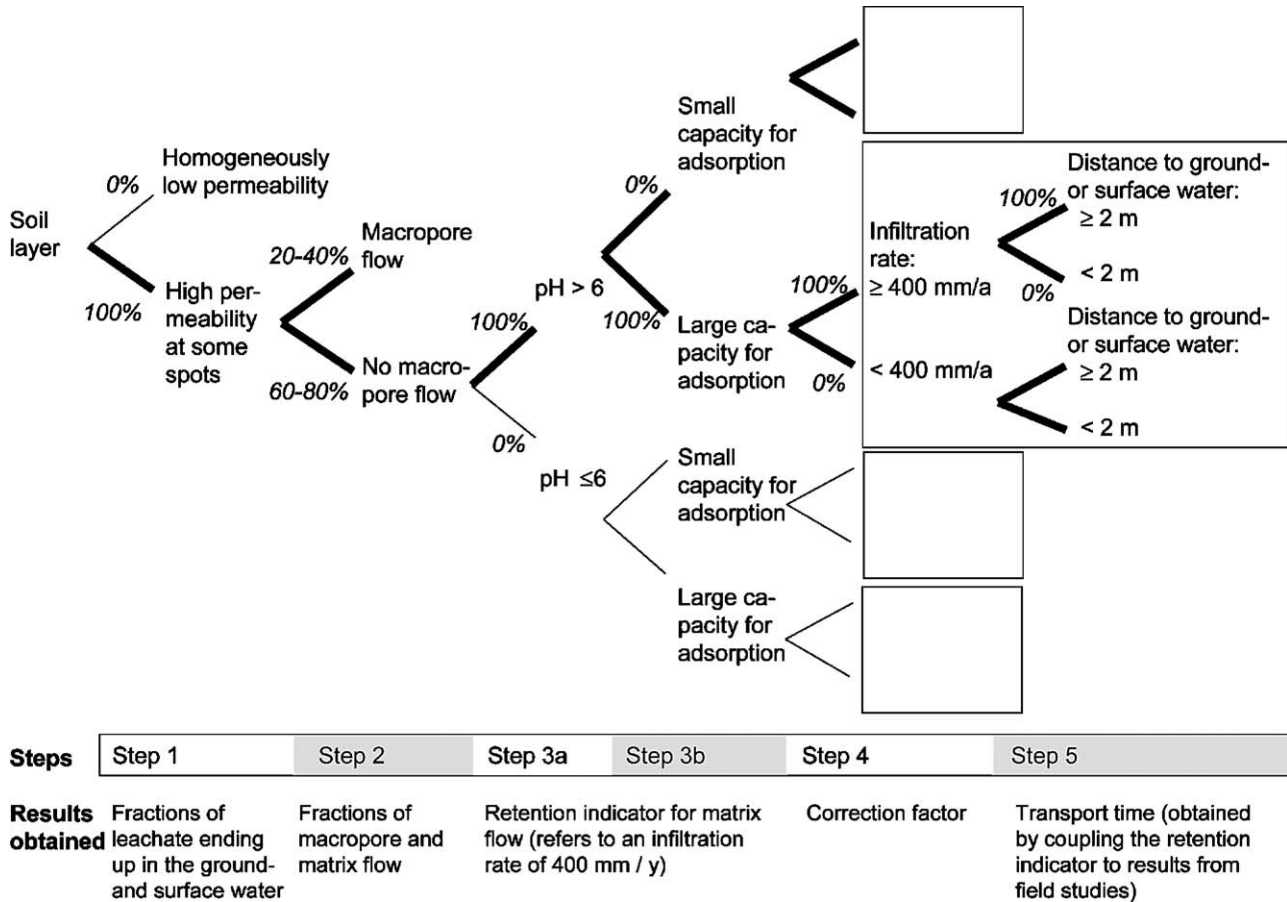 Soil
layer
0%
Homogeneously
low permeability
100%
High per-
meability
at some
spots
20-40%
Macropore
flow
60-80%
No macro-
pore flow
100%
pH > 6
0%
pH ≤6
0%
Small
capacity for
adsorption
100%
Large ca-
pacity for
adsorption
Small
capacity for
adsorption
Large ca-
pacity for
adsorption
Infiltration
rate:
100%
≥ 400 mm/a
0%
< 400 mm/a
Distance to ground-
or surface water:
100%
≥ 2 m
0%
< 2 m
Distance to ground-
or surface water:
≥ 2 m
< 2 m
Steps
Step 1
Step 2
Step 3a
Step 3b
Step 4
Step 5
Results
obtained
Fractions of
leachate ending
up in the ground-
and surface water
Fractions of
macropore and
matrix flow
Retention indicator for matrix
flow (refers to an infiltration
rate of 400 mm / y)
Correction factor
Transport time (obtained
by coupling the retention
indicator to results from
field studies)